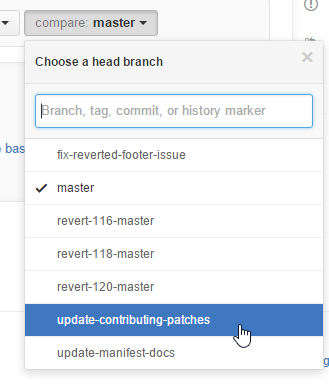 compare: master
Choose a head branch
Branch, tag, commit, or history marker
e bas
fix-reverted-footer-issue
master
revert-116-master
revert-118-master
revert-120-master
update-contributing-patches
update-manifest-docs
g